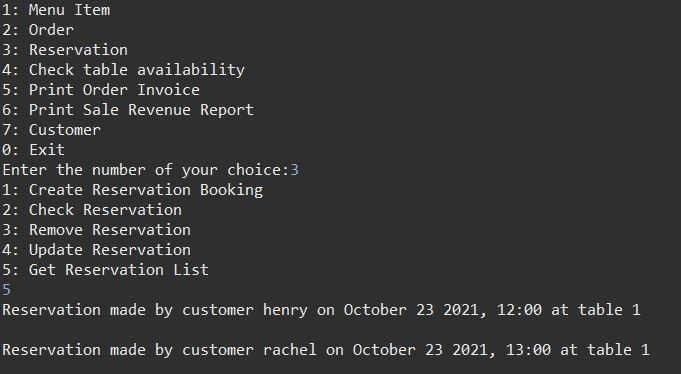 1: Menu Item
2: Order
3: Reservation
4: Check table availability
5: Print Order Invoice
6: Print Sale Revenue Report
7: Customer
0: Exit
Enter the number of your choice:3
1: Create Reservation Booking
2: Check Reservation
3: Remove Reservation
4: Update Reservation
5: Get Reservation List
5
Reservation made by customer henry on October 23 2021, 12:00 at table 1
Reservation made by customer rachel on October 23 2021, 13:00 at table 1